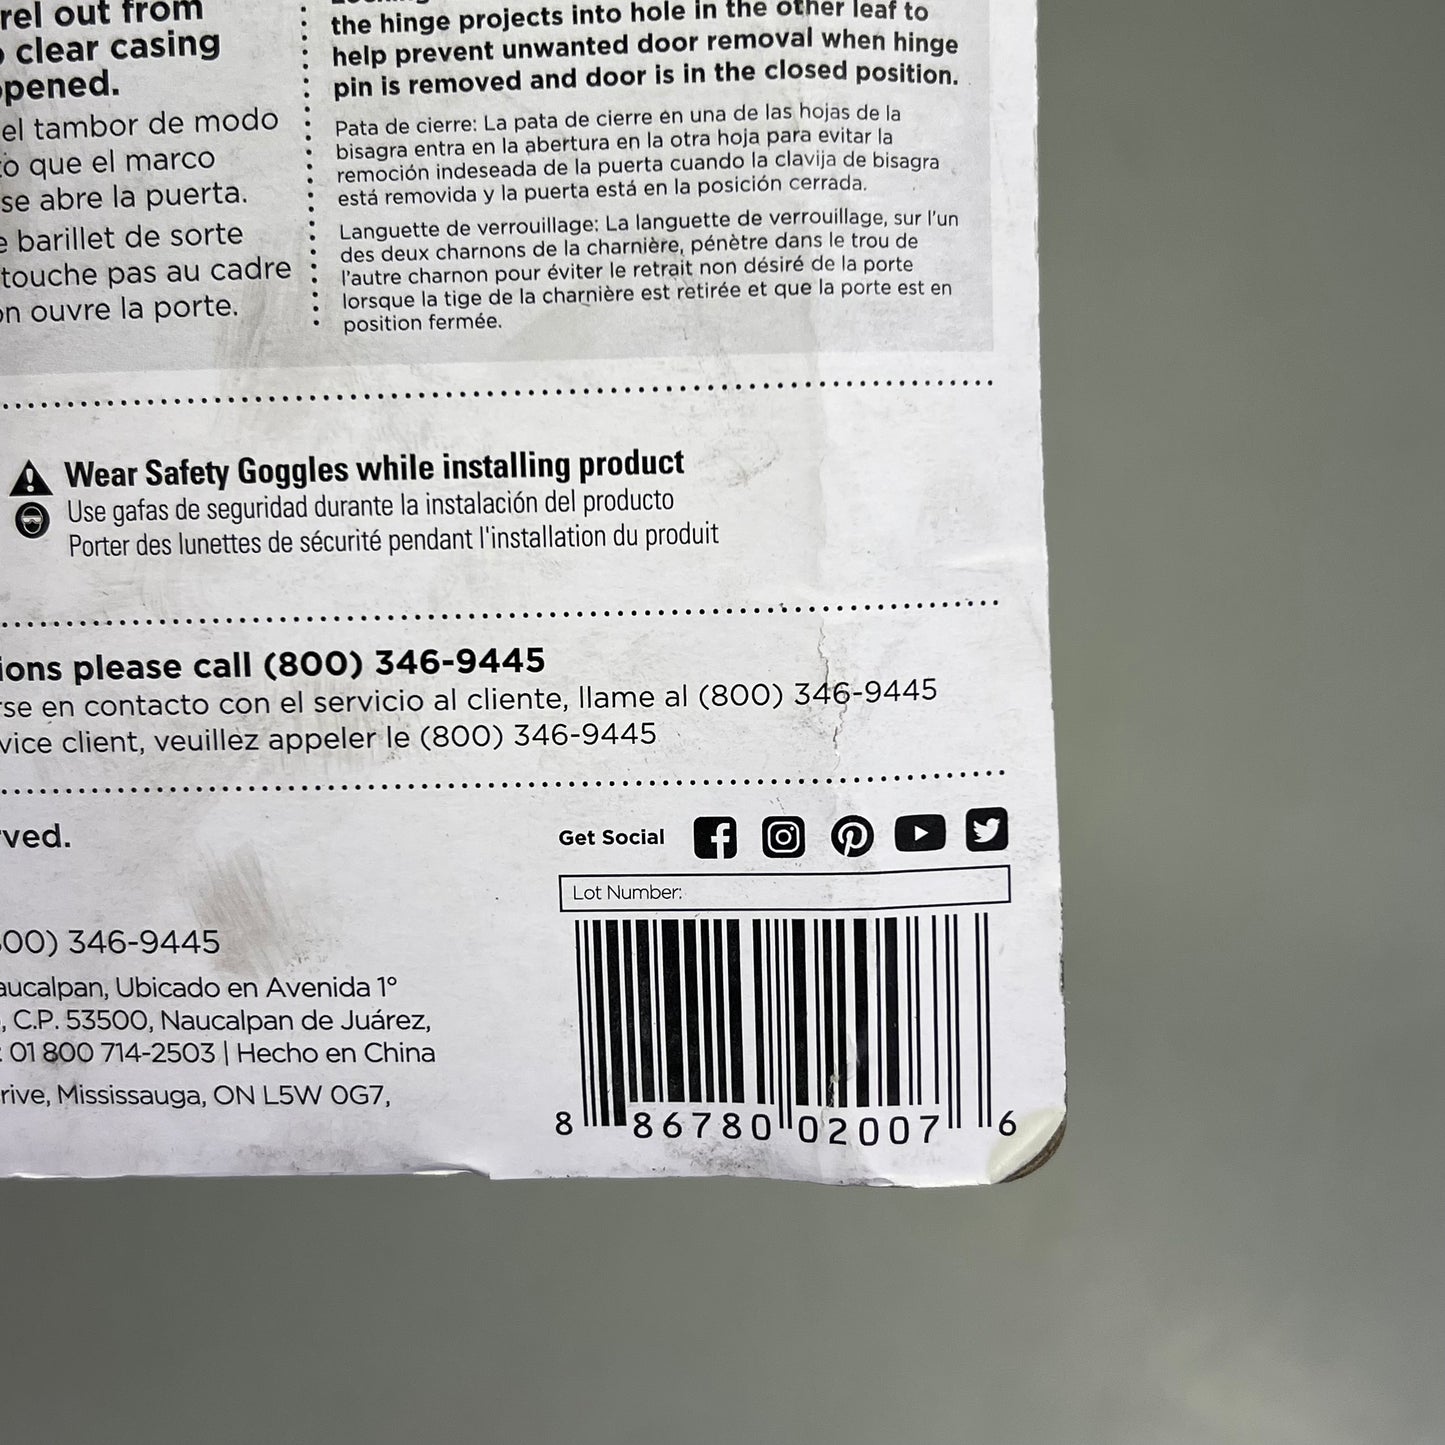 rel out from
clear casing
pened.
el tambor de modo
o que el marco
se abre la puerta.
e barillet de sorte
touche pas au cadre
on ouvre la porte.
the hinge projects into hole in the other leaf to
help prevent unwanted door removal when hinge
pin is removed and door is in the closed position.
Pata de cierre: La pata de cierre en una de las hojas de la
bisagra entra en la abertura en la otra hoja para evitar la
remoción indeseada de la puerta cuando la clavija de bisagra
está removida y la puerta está en la posición cerrada.
Languette de verrouillage: La languette de verrouillage, sur l'un
des deux charnons de la charnière, pénètre dans le trou de
l'autre charnon pour éviter le retrait non désiré de la porte
lorsque la tige de la charnière est retirée et que la porte est en
position fermée.
Wear Safety Goggles while installing product
Use gafas de seguridad durante la instalación del producto
Porter des lunettes de sécurité pendant l'installation du produit
ions please call (800) 346-9445
rse en contacto con el servicio al cliente, llame al (800) 346-9445
vice client, veuillez appeler le (800) 346-9445
rved.
00) 346-9445
aucalpan, Ubicado en Avenida 1°
, C.P. 53500, Naucalpan de Juárez,
: 01 800 714-2503 | Hecho en China
rive, Mississauga, ON L5W 0G7,
Get Social
Lot Number:
8 86780 02007 6